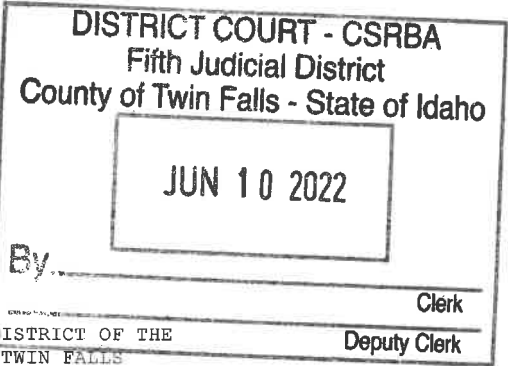 DISTRICT COURT - CSRBA
Fifth Judicial District
County of Twin Falls - State of Idaho
JUN 10 2022
By
Clerk
Deputy Clerk
ISTRICT OF THE
TWIN FALLS